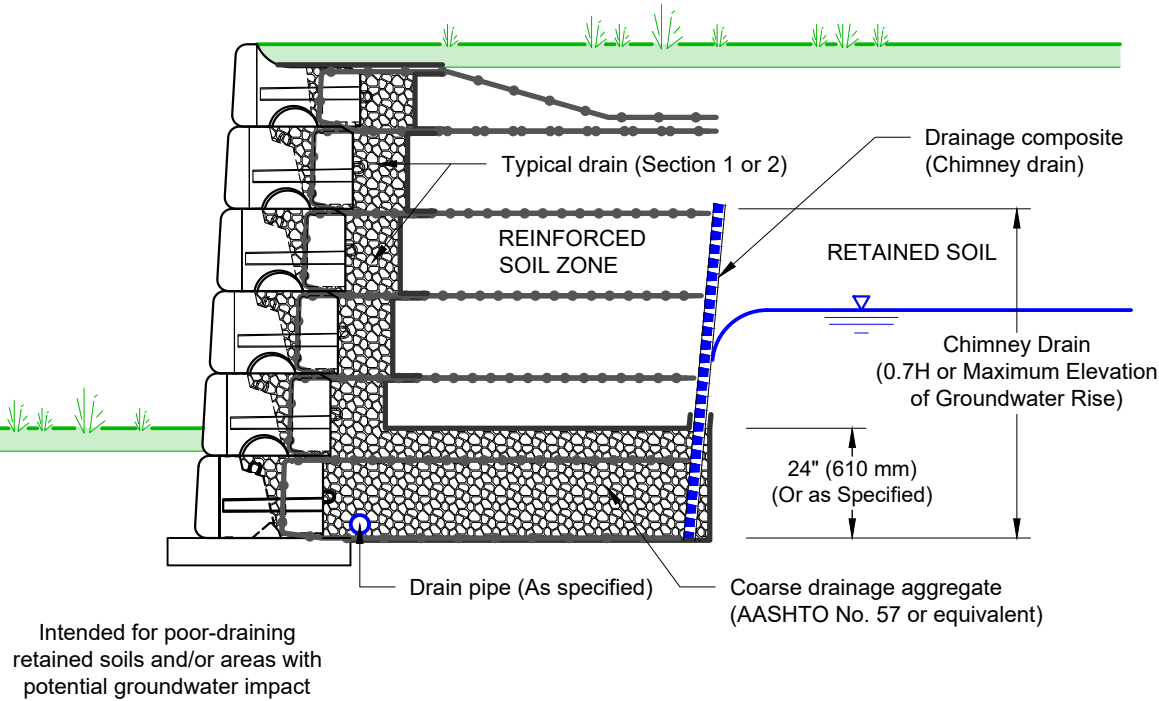 Drainage composite
(Chimney drain)
Typical drain (Section 1 or 2)
REINFORCED
SOIL ZONE
RETAINED SOIL
Chimney Drain
(0.7H or Maximum Elevation
of Groundwater Rise)
24" (610 mm)
(Or as Specified)
Drain pipe (As specified)
Coarse drainage aggregate
(AASHTO No. 57 or equivalent)
Intended for poor-draining
retained soils and/or areas with
potential groundwater impact